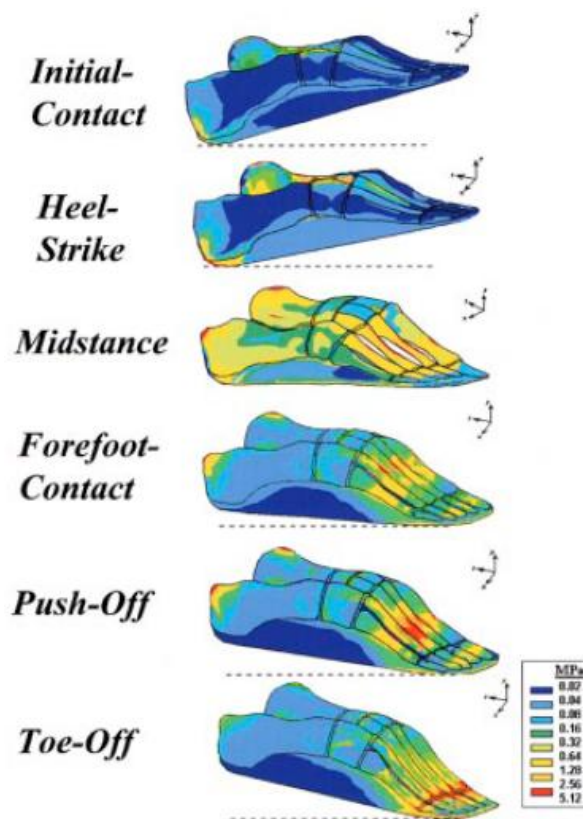 Initial-
Contact
Heel-
Strike
Midstance
Forefoot-
Contact
Push-Off
Toe-Off
MPa
0.02
0.04
0.08
0.16
0.32
0.64
1.28
2.56
5.12